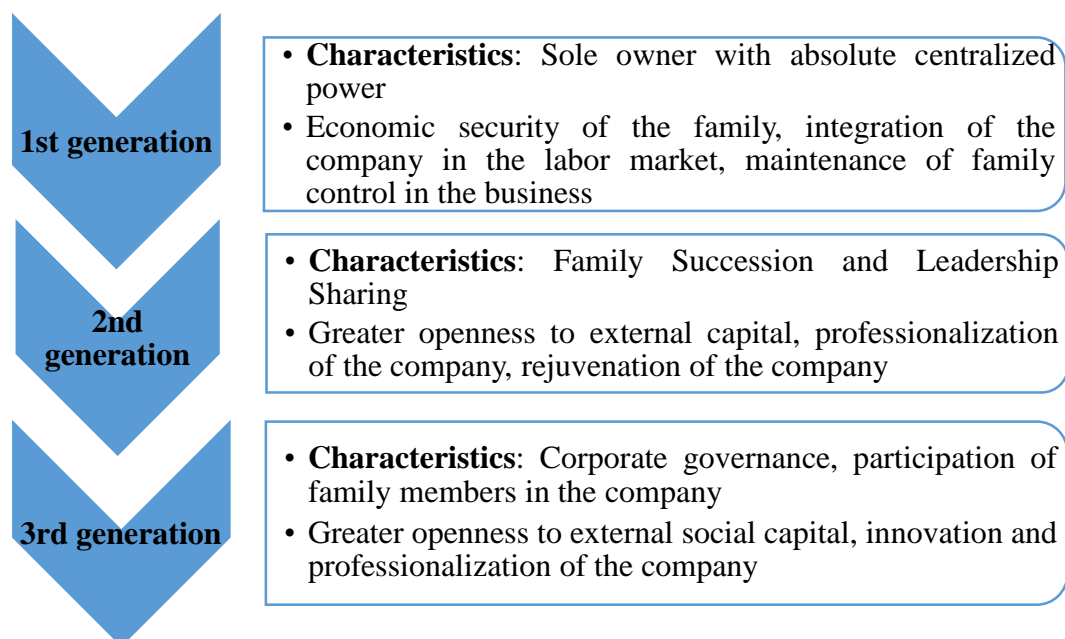 1st generation
• Characteristics: Sole owner with absolute centralized
power
• Economic security of the family, integration of the
company in the labor market, maintenance of family
control in the business
2nd
generation
• Characteristics: Family Succession and Leadership
Sharing
• Greater openness to external capital, professionalization
of the company, rejuvenation of the company
3rd generation
• Characteristics: Corporate governance, participation of
family members in the company
• Greater openness to external social capital, innovation and
professionalization of the company